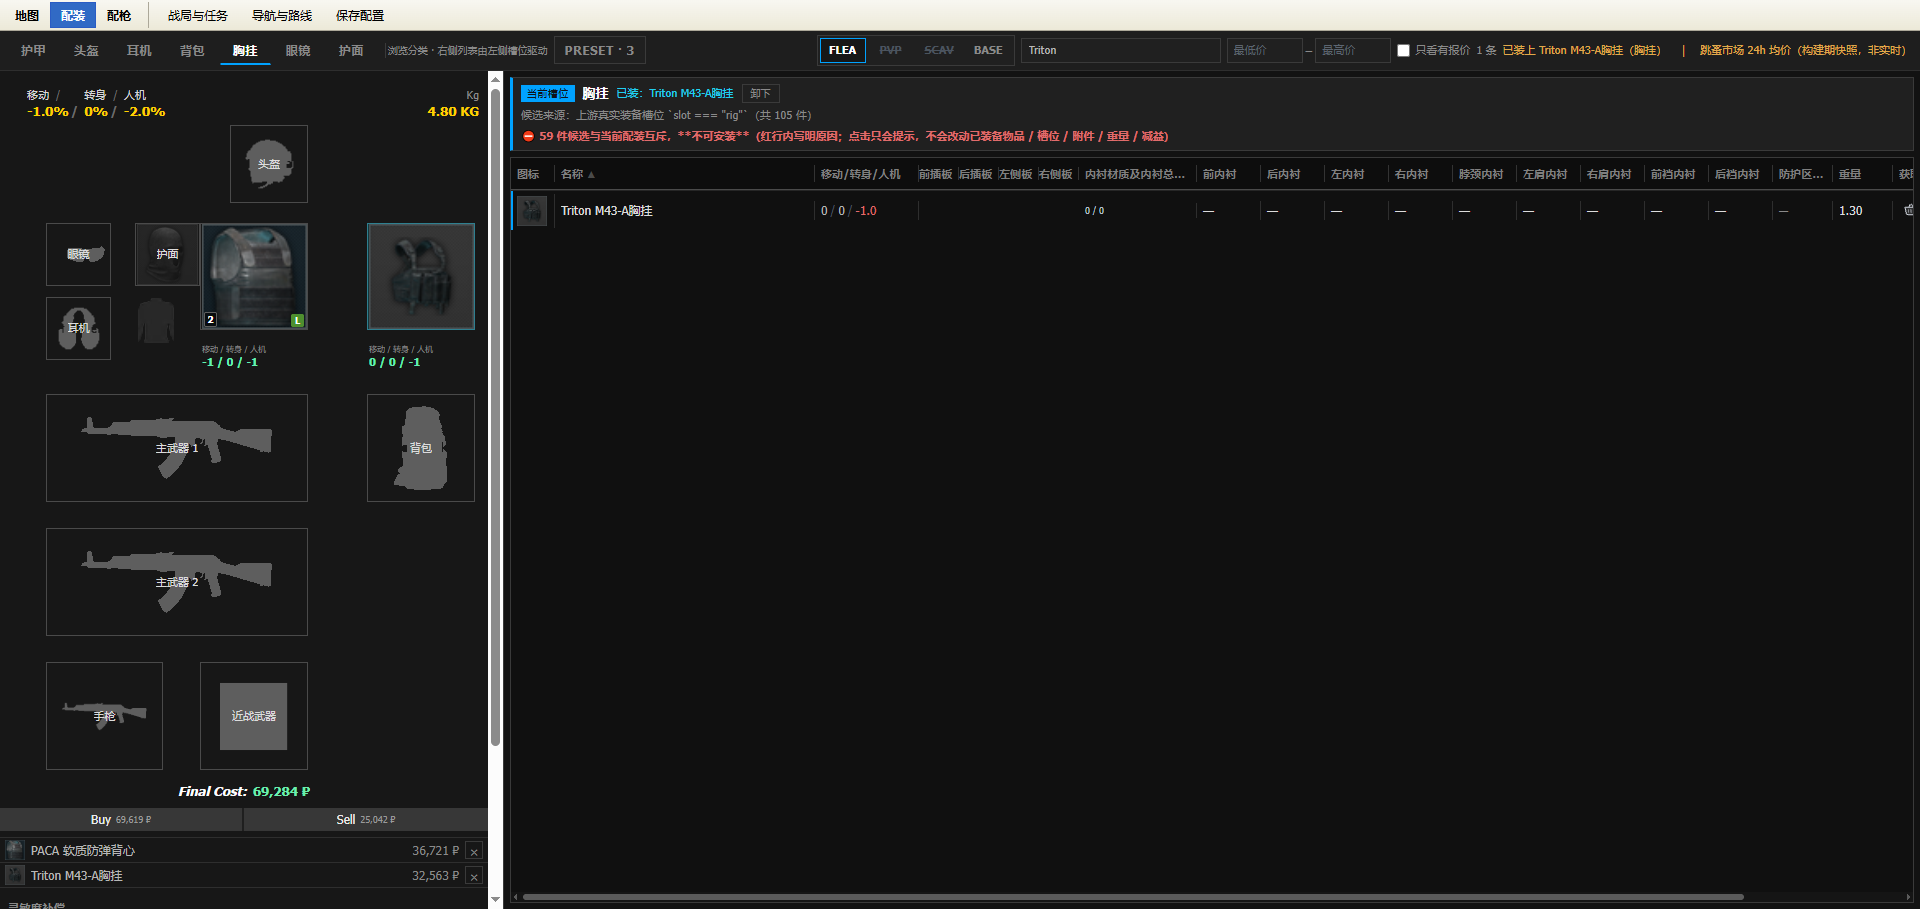 地图 配装 配枪 战局与任务 导航与路线 保存配置
护甲 头盔 耳机 背包 胸挂 眼镜 护面 浏览分类 · 右侧列表由左侧槽位驱动 PRESET · 3 FLEA PVP SCAV BASE Triton 最低价 – 最高价 只看有报价 1 条 已装上 Triton M43-A胸挂（胸挂） | 跳蚤市场 24h 均价（构建期快照，非实时）
移动 / 转身 / 人机 Kg
-1.0% / 0% / -2.0% 4.80 KG
头盔
眼镜 护面
2 L
耳机
移动 / 转身 / 人机 移动 / 转身 / 人机
-1 / 0 / -1 0 / 0 / -1
主武器 1 背包
主武器 2
手枪 近战武器
Final Cost: 69,284 ₽
Buy 69,619 ₽ Sell 25,042 ₽
PACA 软质防弹背心 36,721 ₽ ×
Triton M43-A胸挂 32,563 ₽ ×
当前槽位 胸挂 已装：Triton M43-A胸挂 卸下
候选来源：上游真实装备槽位 `slot === "rig"`（共 105 件）
59 件候选与当前配装互斥，**不可安装**（红行内写明原因；点击只会提示，不会改动已装备物品 / 槽位 / 附件 / 重量 / 减益）
图标 名称 ▲ 移动/转身/人机 前插板 后插板 左侧板 右侧板 内衬材质及内衬总... 前内衬 后内衬 左内衬 右内衬 脖颈内衬 左肩内衬 右肩内衬 前裆内衬 后裆内衬 防护区... 重量
Triton M43-A胸挂 0 / 0 / -1.0 0 / 0 — — — — — — — — — — 1.30